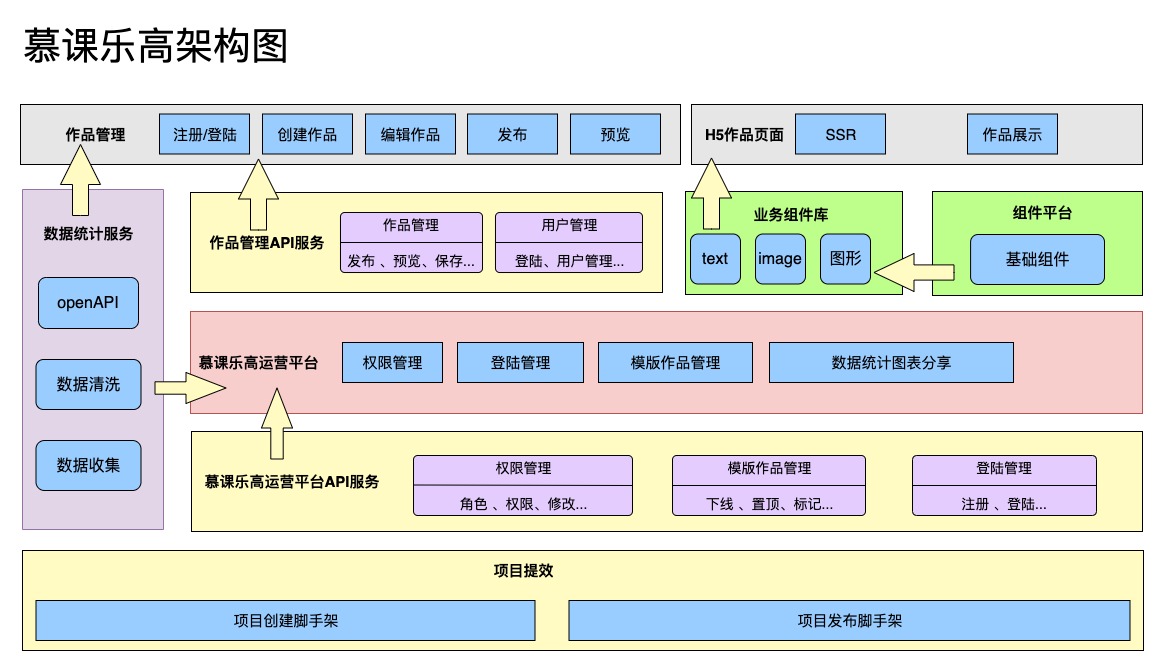 慕课乐高架构图
作品管理
注册/登陆
创建作品
编辑作品
发布
预览
H5作品页面
SSR
作品展示
数据统计服务
openAPI
数据清洗
数据收集
作品管理API服务
作品管理
发布 、预览、保存...
用户管理
登陆、用户管理...
业务组件库
text
image
图形
组件平台
基础组件
慕课乐高运营平台
权限管理
登陆管理
模版作品管理
数据统计图表分享
慕课乐高运营平台API服务
权限管理
角色 、权限、修改...
模版作品管理
下线 、置顶、标记...
登陆管理
注册 、登陆...
项目提效
项目创建脚手架
项目发布脚手架